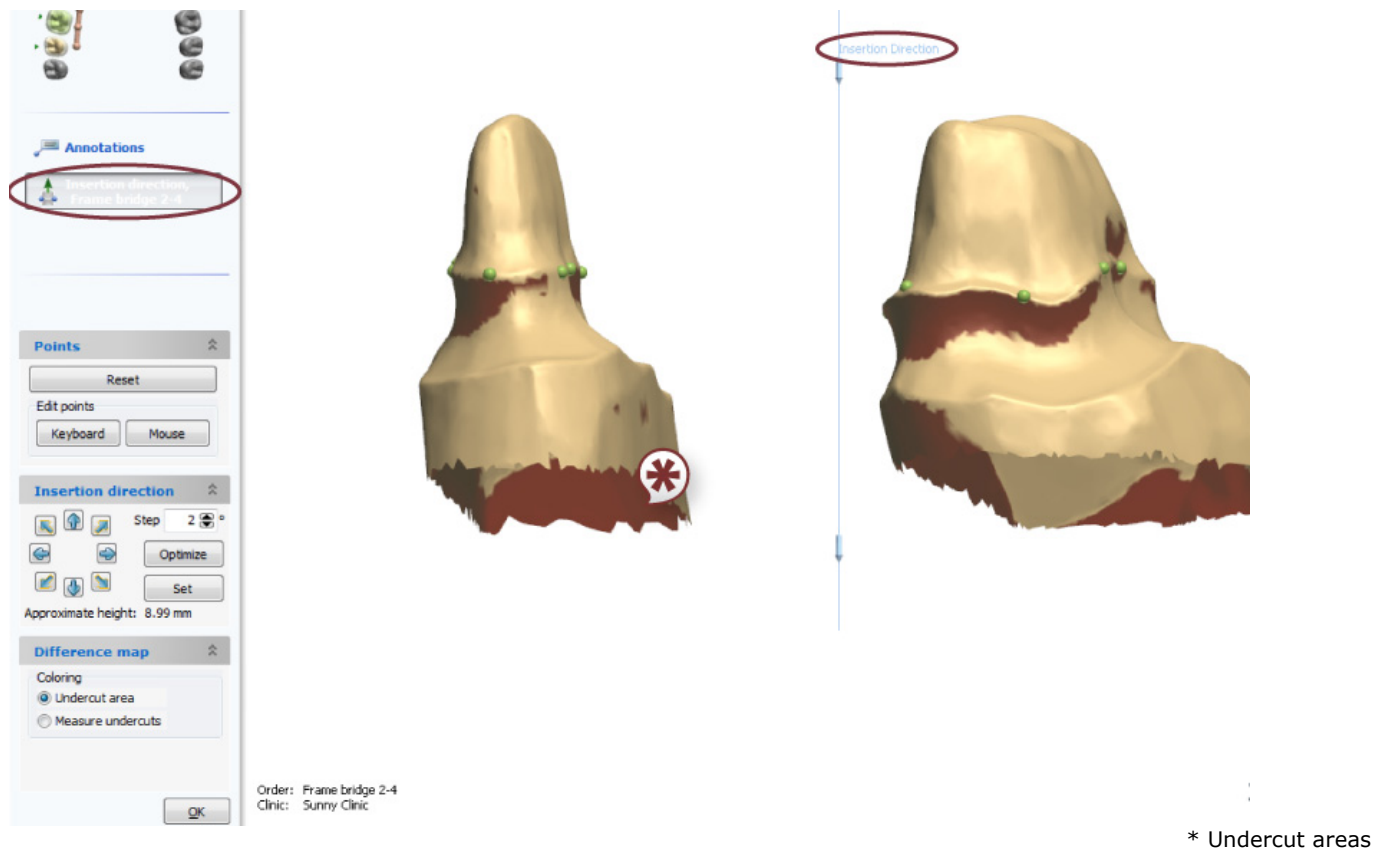 Annotations
Insertion direction,
Frame bridge 2-4
Points
Reset
Edit points
Keyboard Mouse
Insertion direction
Step 2 °
Optimize
Set
Approximate height: 8.99 mm
Difference map
Coloring
Undercut area
Measure undercuts
OK
Insertion Direction
*
Order: Frame bridge 2-4
Clinic: Sunny Clinic
* Undercut areas